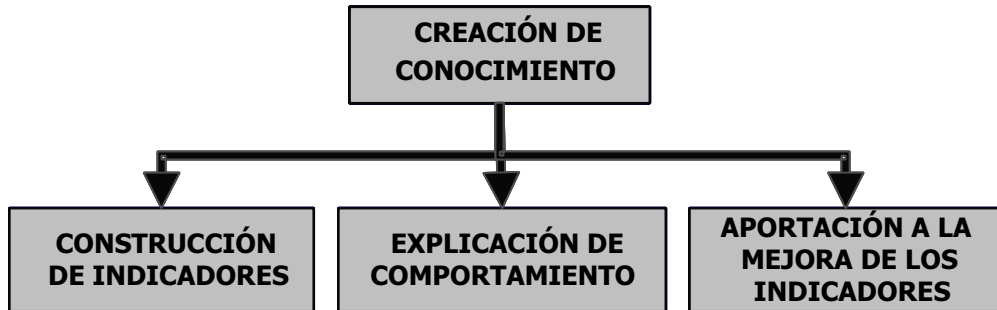 CREACIÓN DE
CONOCIMIENTO
CONSTRUCCIÓN
DE INDICADORES
EXPLICACIÓN DE
COMPORTAMIENTO
APORTACIÓN A LA
MEJORA DE LOS
INDICADORES